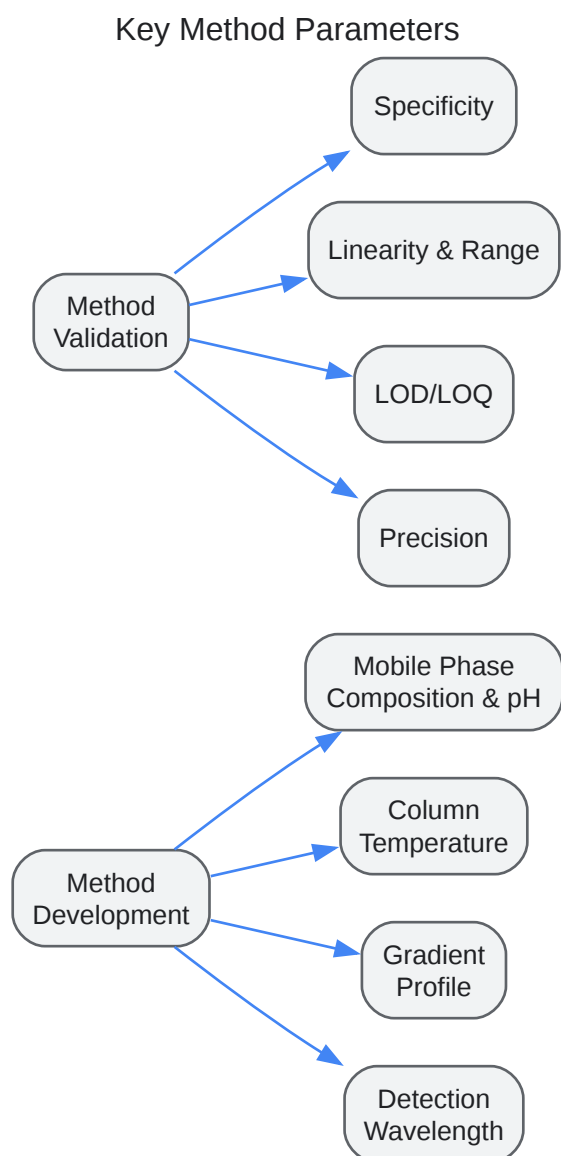 Key Method Parameters
Specificity
Linearity & Range
Method
Validation
LOD/LOQ
Precision
Mobile Phase
Composition & pH
Column
Temperature
Method
Development
Gradient
Profile
Detection
Wavelength